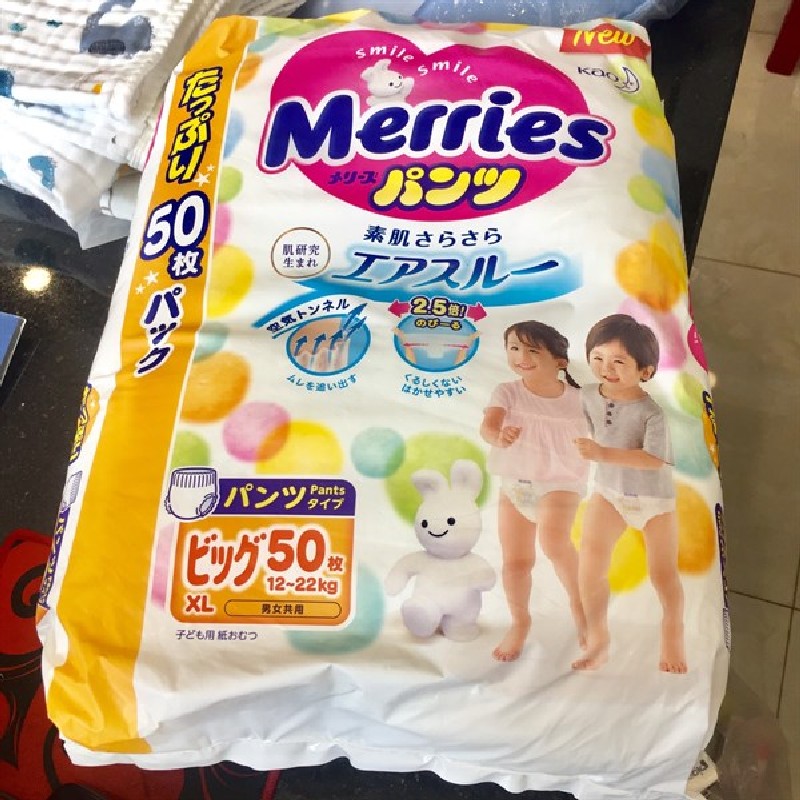 たっぷり
50枚
パック
New
Kao
smile smile
Merries
メリーズ パンツ
素肌さらさら
肌研究
生まれ
エアスルー
空気トンネル
ムレを追い出す
2.5倍!
のび~る
くるしくない
はかせやすい
パンツ Pants
タイプ
ビッグ 50枚
XL 12~22kg
男女共用
子ども用 紙おむつ